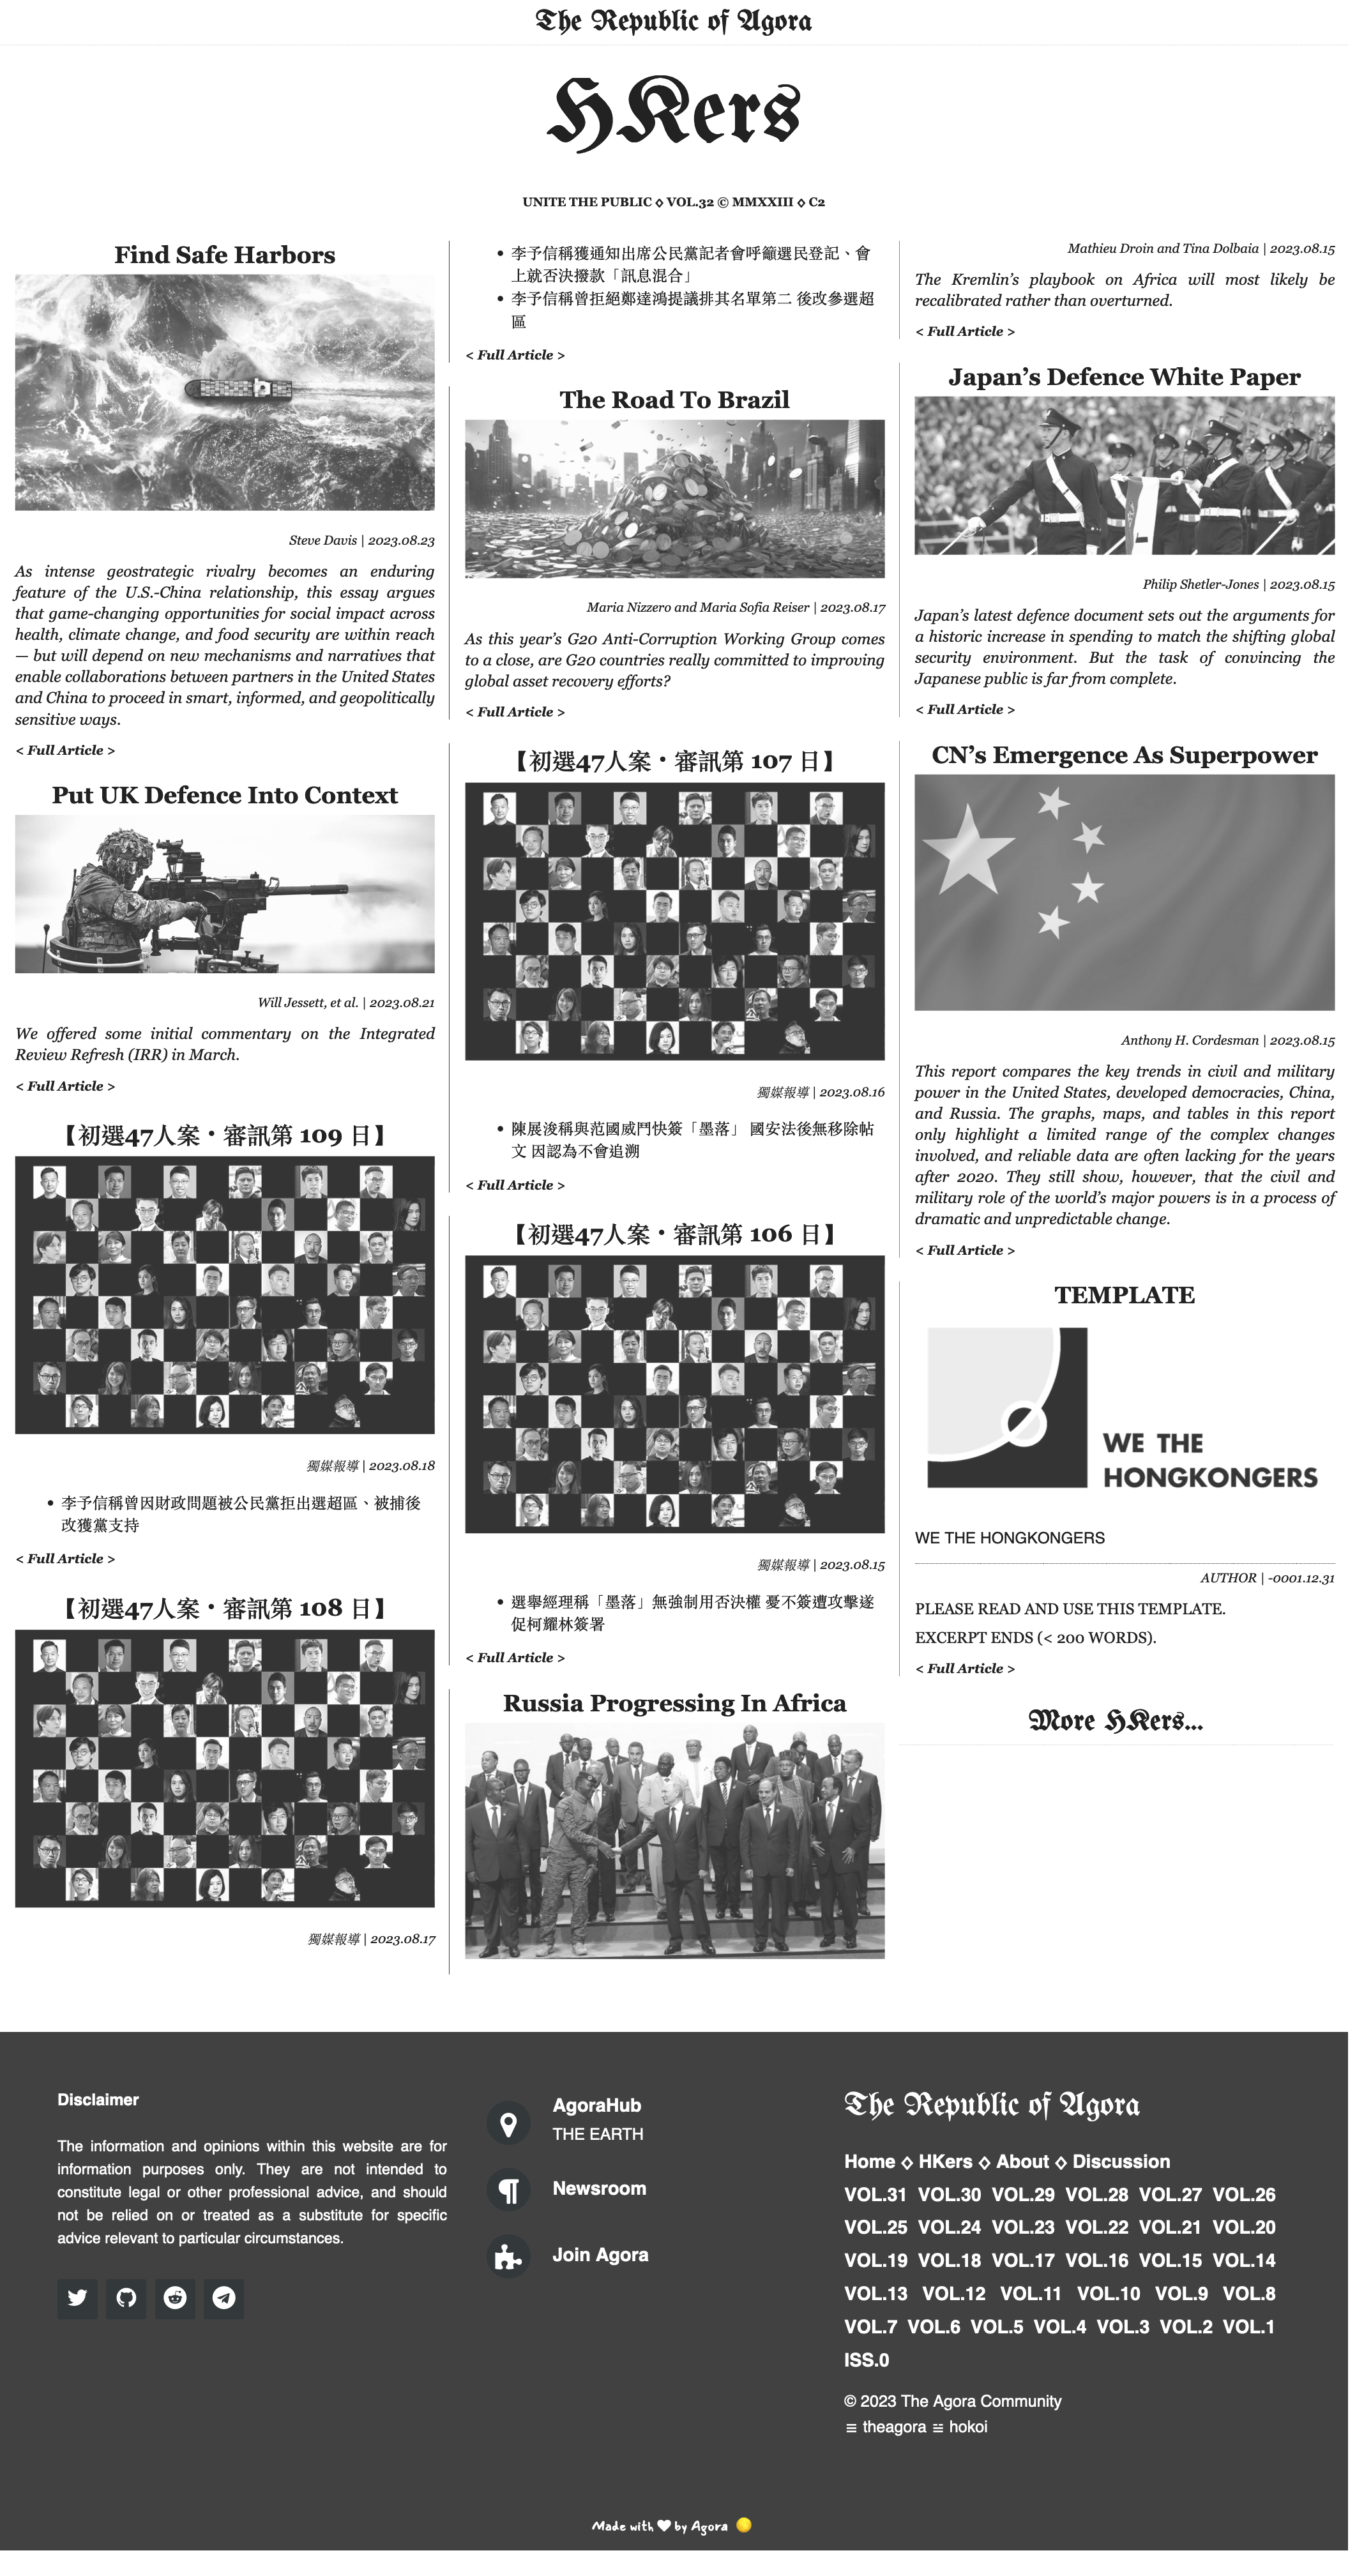 The Republic of Agora
HKers
UNITE THE PUBLIC ◊ VOL.32 © MMXXIII ◊ C2
Find Safe Harbors
Steve Davis | 2023.08.23
As intense geostrategic rivalry becomes an enduring
feature of the U.S.-China relationship, this essay argues
that game-changing opportunities for social impact across
health, climate change, and food security are within reach
— but will depend on new mechanisms and narratives that
enable collaborations between partners in the United States
and China to proceed in smart, informed, and geopolitically
sensitive ways.
< Full Article >
Put UK Defence Into Context
Will Jessett, et al. | 2023.08.21
We offered some initial commentary on the Integrated
Review Refresh (IRR) in March.
< Full Article >
【初選47人案・審訊第 109 日】
獨媒報導 | 2023.08.18
• 李予信稱曾因財政問題被公民黨拒出選超區、被捕後
改獲黨支持
< Full Article >
【初選47人案・審訊第 108 日】
獨媒報導 | 2023.08.17
• 李予信稱獲通知出席公民黨記者會呼籲選民登記、會
上就否決撥款「訊息混合」
• 李予信稱曾拒絕鄭達鴻提議排其名單第二 後改參選超
區
< Full Article >
The Road To Brazil
Maria Nizzero and Maria Sofia Reiser | 2023.08.17
As this year’s G20 Anti-Corruption Working Group comes
to a close, are G20 countries really committed to improving
global asset recovery efforts?
< Full Article >
【初選47人案・審訊第 107 日】
獨媒報導 | 2023.08.16
• 陳展浚稱與范國威鬥快簽「墨落」 國安法後無移除帖
文 因認為不會追溯
< Full Article >
【初選47人案・審訊第 106 日】
獨媒報導 | 2023.08.15
• 選舉經理稱「墨落」無強制用否決權 憂不簽遭攻擊遂
促柯耀林簽署
< Full Article >
Russia Progressing In Africa
Mathieu Droin and Tina Dolbaia | 2023.08.15
The Kremlin’s playbook on Africa will most likely be
recalibrated rather than overturned.
< Full Article >
Japan’s Defence White Paper
Philip Shetler-Jones | 2023.08.15
Japan’s latest defence document sets out the arguments for
a historic increase in spending to match the shifting global
security environment. But the task of convincing the
Japanese public is far from complete.
< Full Article >
CN’s Emergence As Superpower
Anthony H. Cordesman | 2023.08.15
This report compares the key trends in civil and military
power in the United States, developed democracies, China,
and Russia. The graphs, maps, and tables in this report
only highlight a limited range of the complex changes
involved, and reliable data are often lacking for the years
after 2020. They still show, however, that the civil and
military role of the world’s major powers is in a process of
dramatic and unpredictable change.
< Full Article >
TEMPLATE
WE THE
HONGKONGERS
WE THE HONGKONGERS
AUTHOR | -0001.12.31
PLEASE READ AND USE THIS TEMPLATE.
EXCERPT ENDS (< 200 WORDS).
< Full Article >
More HKers...
Disclaimer
The information and opinions within this website are for
information purposes only. They are not intended to
constitute legal or other professional advice, and should
not be relied on or treated as a substitute for specific
advice relevant to particular circumstances.
AgoraHub
THE EARTH
Newsroom
Join Agora
The Republic of Agora
Home ◊ HKers ◊ About ◊ Discussion
VOL.31 VOL.30 VOL.29 VOL.28 VOL.27 VOL.26
VOL.25 VOL.24 VOL.23 VOL.22 VOL.21 VOL.20
VOL.19 VOL.18 VOL.17 VOL.16 VOL.15 VOL.14
VOL.13 VOL.12 VOL.11 VOL.10 VOL.9 VOL.8
VOL.7 VOL.6 VOL.5 VOL.4 VOL.3 VOL.2 VOL.1
ISS.0
© 2023 The Agora Community
𝌆 theagora 𝌇 hokoi
Made with ♥ by Agora